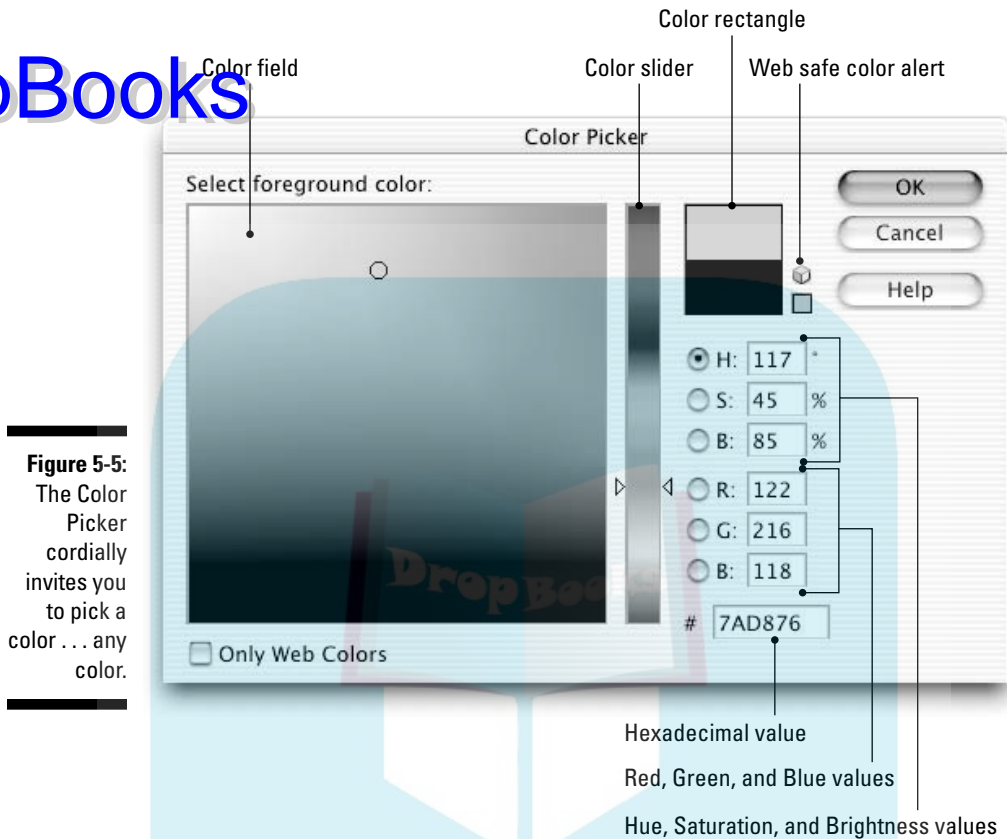 Color rectangle
Color field
Color slider
Web safe color alert
oBooks
Color Picker
Select foreground color:
OK
Cancel
Help
H: 117 °
S: 45 %
B: 85 %
R: 122
G: 216
B: 118
# 7AD876
Only Web Colors
DropBooks
Figure 5-5:
The Color
Picker
cordially
invites you
to pick a
color . . . any
color.
Hexadecimal value
Red, Green, and Blue values
Hue, Saturation, and Brightness values